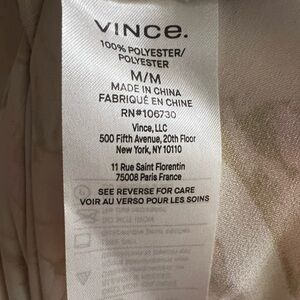 VINCE.
100% POLYESTER/
POLYESTER
M/M
MADE IN CHINA
FABRIQUÉ EN CHINE
RN#106730
Vince, LLC
500 Fifth Avenue, 20th Floor
New York, NY 10110
11 Rue Saint Florentin
75008 Paris France
SEE REVERSE FOR CARE
VOIR AU VERSO POUR LES SOINS